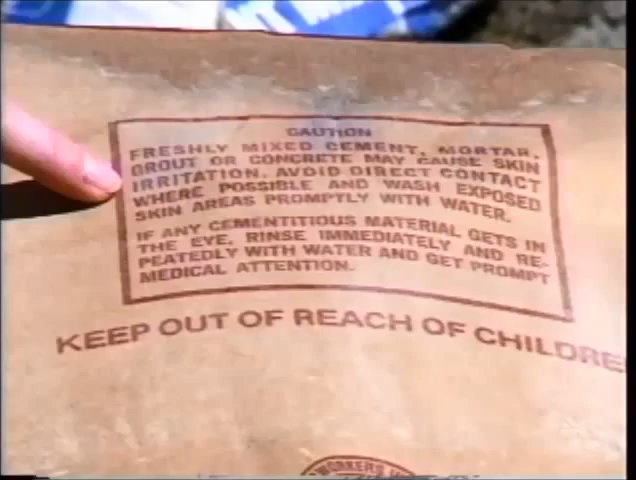 CAUTION
FRESHLY MIXED CEMENT, MORTAR,
GROUT OR CONCRETE MAY CAUSE SKIN
IRRITATION. AVOID DIRECT CONTACT
WHERE POSSIBLE AND WASH EXPOSED
SKIN AREAS PROMPTLY WITH WATER.
IF ANY CEMENTITIOUS MATERIAL GETS IN
THE EYE, RINSE IMMEDIATELY AND RE-
PEATEDLY WITH WATER AND GET PROMPT
MEDICAL ATTENTION.
KEEP OUT OF REACH OF CHILDRE
WORKERS